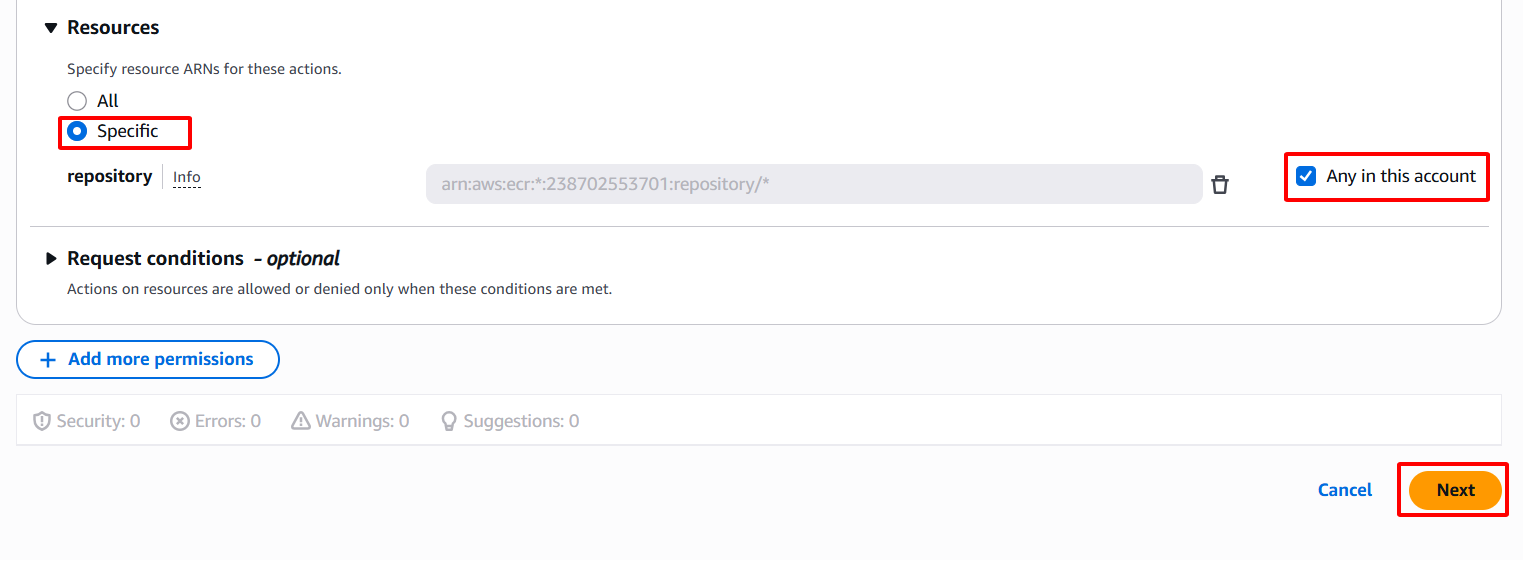 Resources
Specify resource ARNs for these actions.
All
Specific
repository Info arn:aws:ecr:*:238702553701:repository/* Any in this account
Request conditions - optional
Actions on resources are allowed or denied only when these conditions are met.
+ Add more permissions
Security: 0 Errors: 0 Warnings: 0 Suggestions: 0
Cancel Next